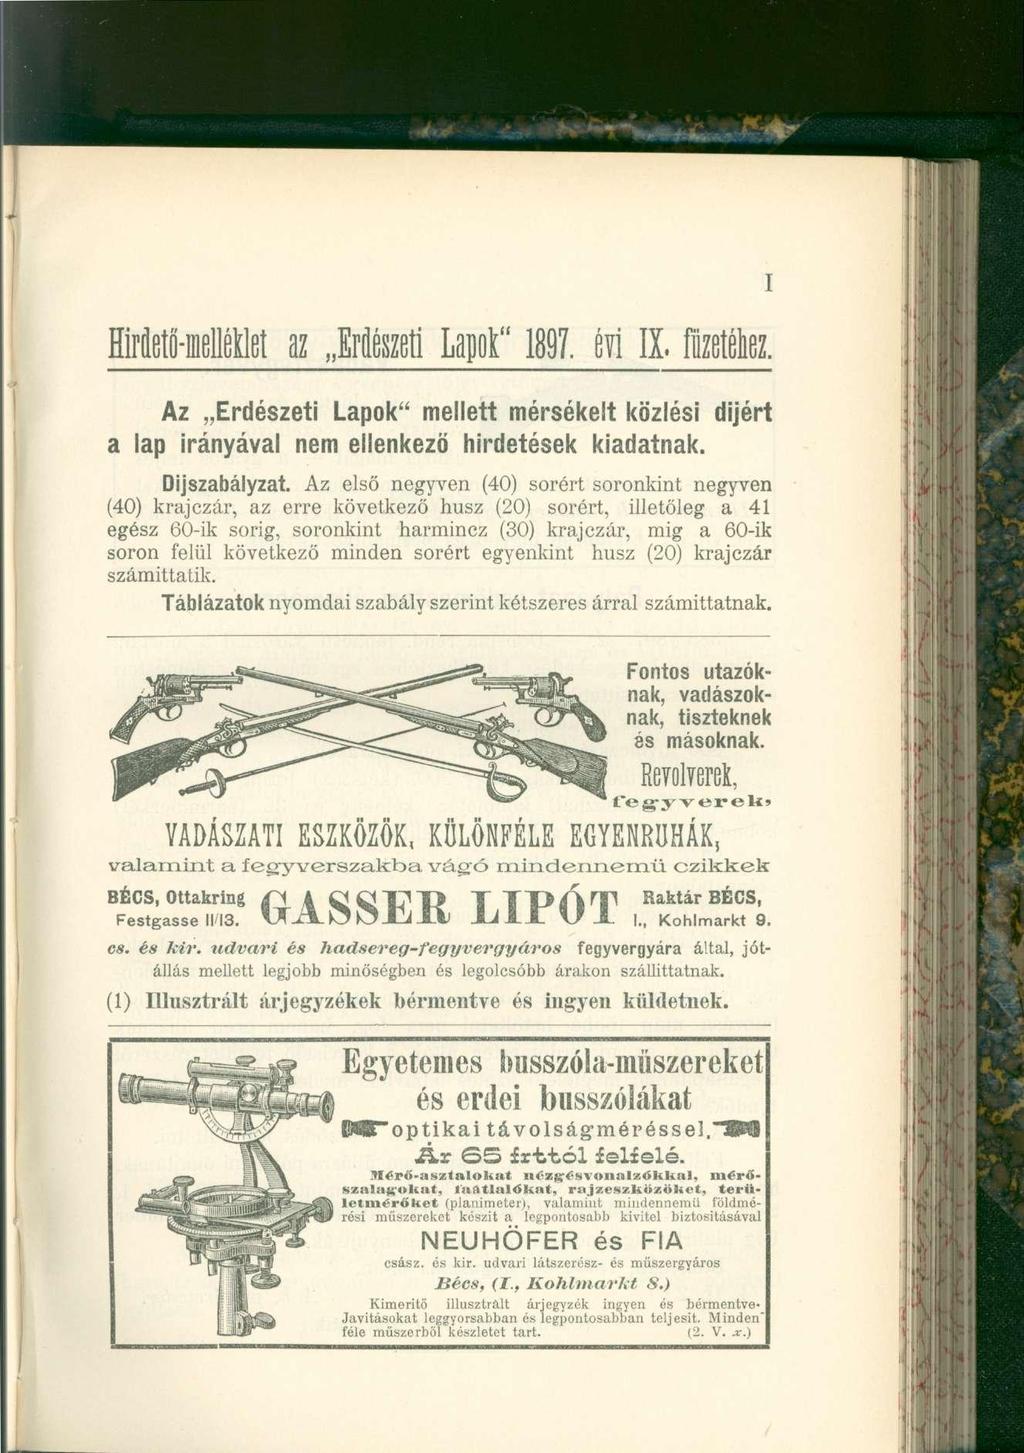 I
Hirdető-melléklet az „Erdészeti Lapok“ 1897. évi IX. füzetéhez.
Az „Erdészeti Lapok“ mellett mérsékelt közlési dijért
a lap irányával nem ellenkező hirdetések kiadatnak.
Dijszabályzat. Az első negyven (40) sorért soronkint negyven
(40) krajczár, az erre következő husz (20) sorért, illetőleg a 41
egész 60-ik sorig, soronkint harmincz (30) krajczár, mig a 60-ik
soron felül következő minden sorért egyenkint husz (20) krajczár
számittatik.
Táblázatok nyomdai szabály szerint kétszeres árral számittatnak.
Fontos utazók-
nak, vadászok-
nak, tiszteknek
és másoknak.
Revolverek,
fegyverek,
VADÁSZATI ESZKÖZÖK, KÜLÖNFÉLE EGYENRUHÁK,
valamint a fegyverszakba vágó mindennemü czikkek
BÉCS, Ottakring
Festgasse 11/13.
GASSER LIPÓT
Raktár BÉCS,
I., Kohlmarkt 9.
cs. és kir. udvari és hadsereg-fegyvergyáros fegyvergyára által, jót-
állás mellett legjobb minőségben és legolcsóbb árakon szállittatnak.
(1) Illusztrált árjegyzékek bérmentve és ingyen küldetnek.
Egyetemes busszóla-műszereket
és erdei busszólákat
optikai távolságméréssel,
Ár 65 frttól felfelé.
Mérő-asztalokat nézgésvonalzókkal, mérő-
szalagokat, faátlalókat, rajzeszközöket, terü-
letmérőket (planimeter), valamint mindennemü földmé-
rési műszereket készit a legpontosabb kivitel biztositásával
NEUHÖFER és FIA
csász. és kir. udvari látszerész- és műszergyáros
Bécs, (I., Kohlmarkt 8.)
Kimeritő illusztrált árjegyzék ingyen és bérmentve.
Javitásokat leggyorsabban és legpontosabban teljesit. Minden-
féle műszerből készletet tart. (2. V. x.)